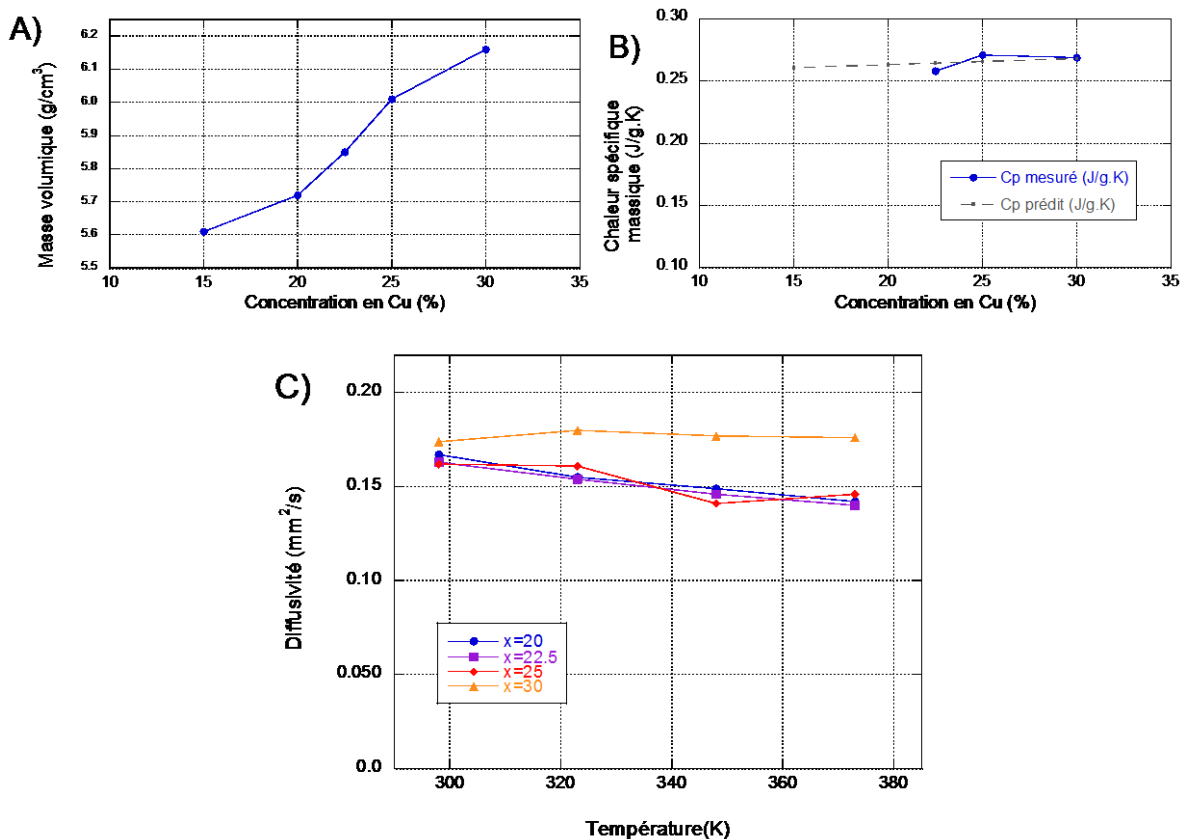 A)
Masse volumique (g/cm³)
6.2
6.1
6.0
5.9
5.8
5.7
5.6
5.5
10
15
20
25
30
35
Concentration en Cu (%)
B)
Chaleur spécifique
massique (J/g.K)
0.30
0.25
0.20
0.15
0.10
Cp mesuré (J/g.K)
Cp prédit (J/g.K)
10
15
20
25
30
35
Concentration en Cu (%)
C)
Diffusivité (mm²/s)
0.20
0.15
0.10
0.050
0.0
x=20
x=22.5
x=25
x=30
300
320
340
360
380
Température(K)